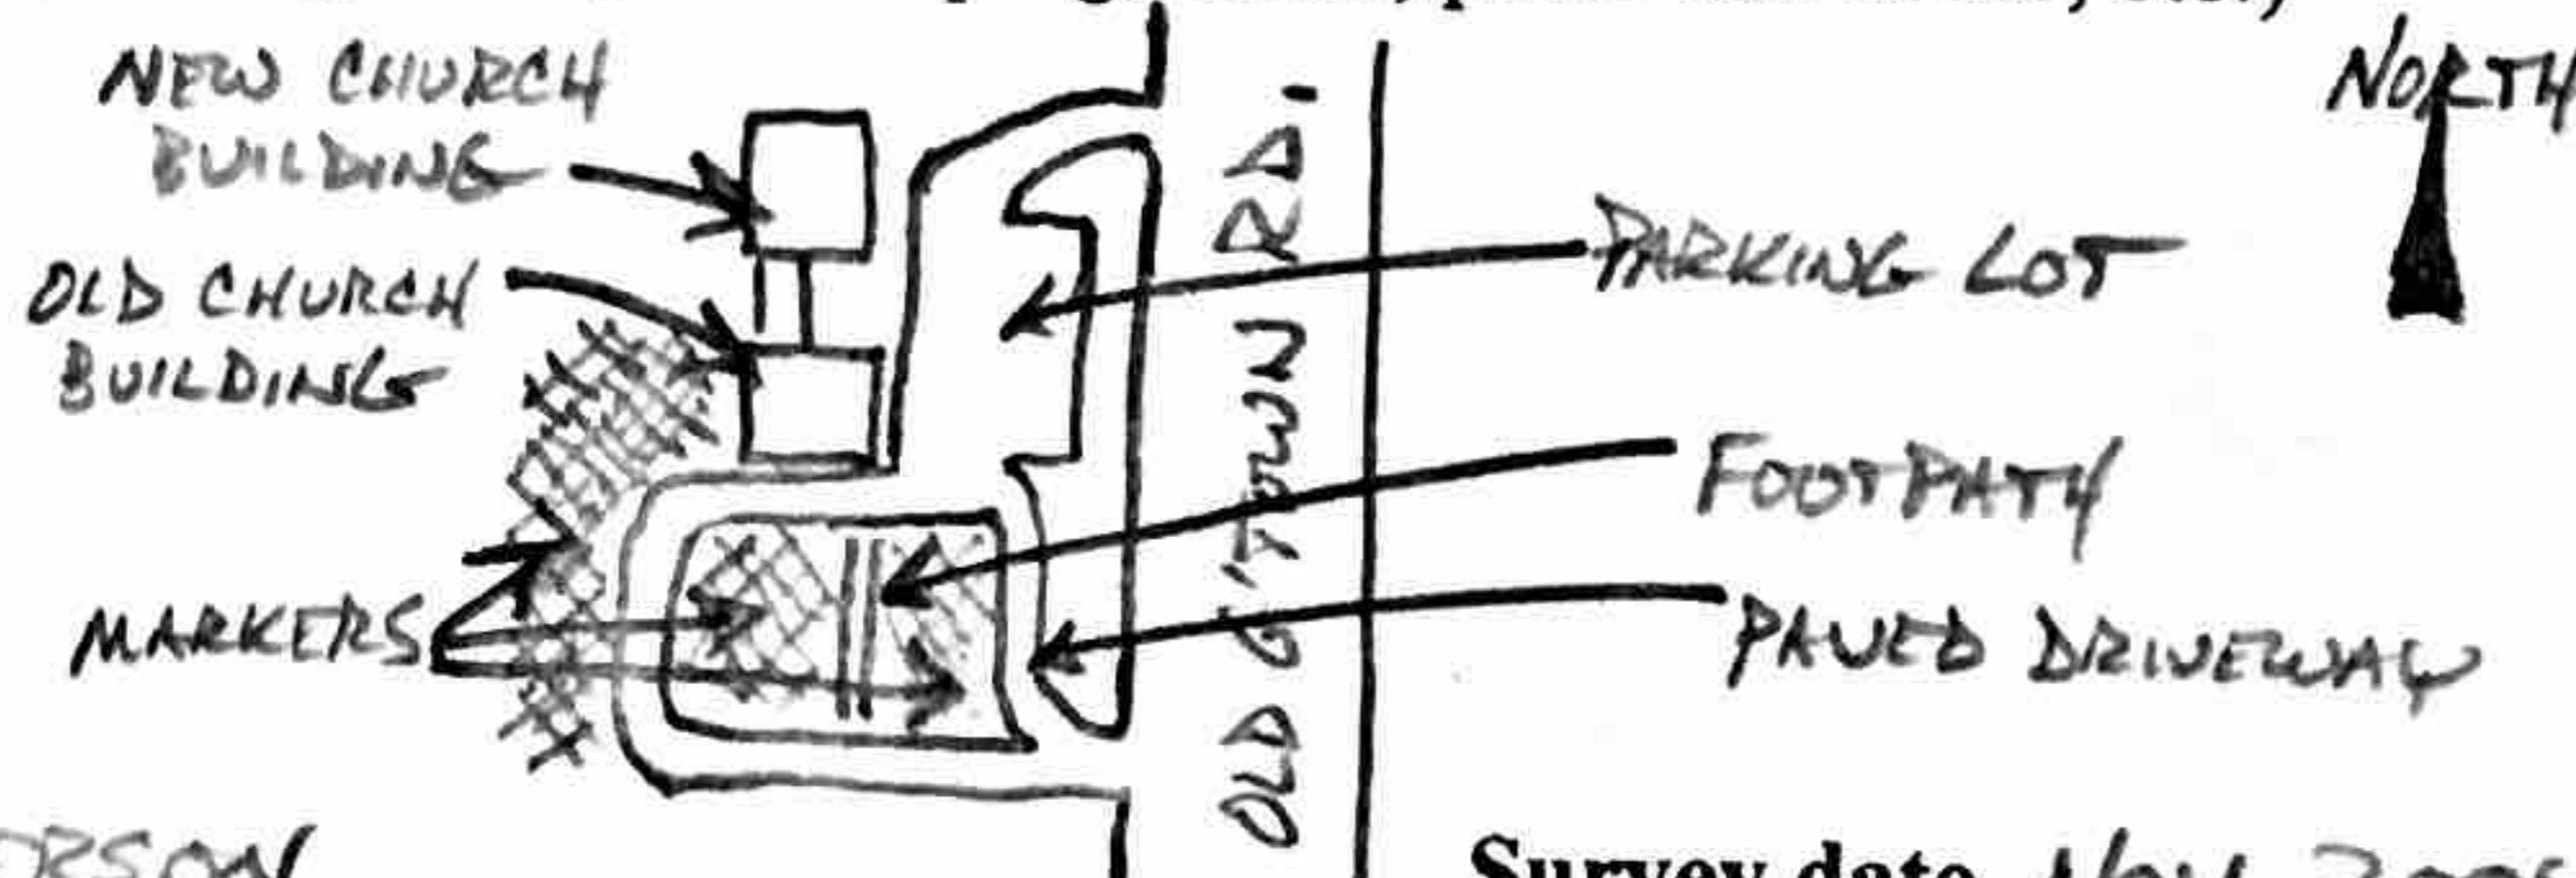 NEW CHURCH
BUILDING
OLD CHURCH
BUILDING
MARKERS
OLD G'TOWN RD.
NORTH
PARKING LOT
FOOTPATH
PAVED DRIVEWAY
Survey date